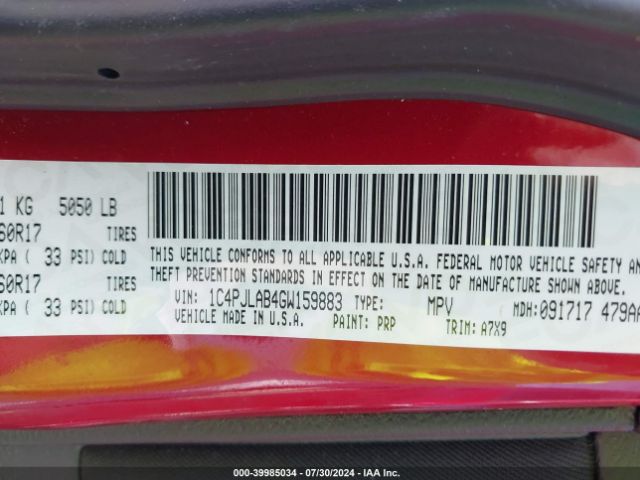 1 KG 5050 LB
60R17 TIRES
KPA ( 33 PSI) COLD
60R17 TIRES
KPA ( 33 PSI) COLD
THIS VEHICLE CONFORMS TO ALL APPLICABLE U.S.A. FEDERAL MOTOR VEHICLE SAFETY AN
THEFT PREVENTION STANDARDS IN EFFECT ON THE DATE OF MANUFACTURE SHOWN ABOVE.
VIN: 1C4PJLAB4GW159883 TYPE: MPV MDH: 091717 479AA
VEHICLE MADE IN U.S.A. PAINT: PRP TRIM: A7X9
000-39985034 / 07/30/2024 - IAA Inc.